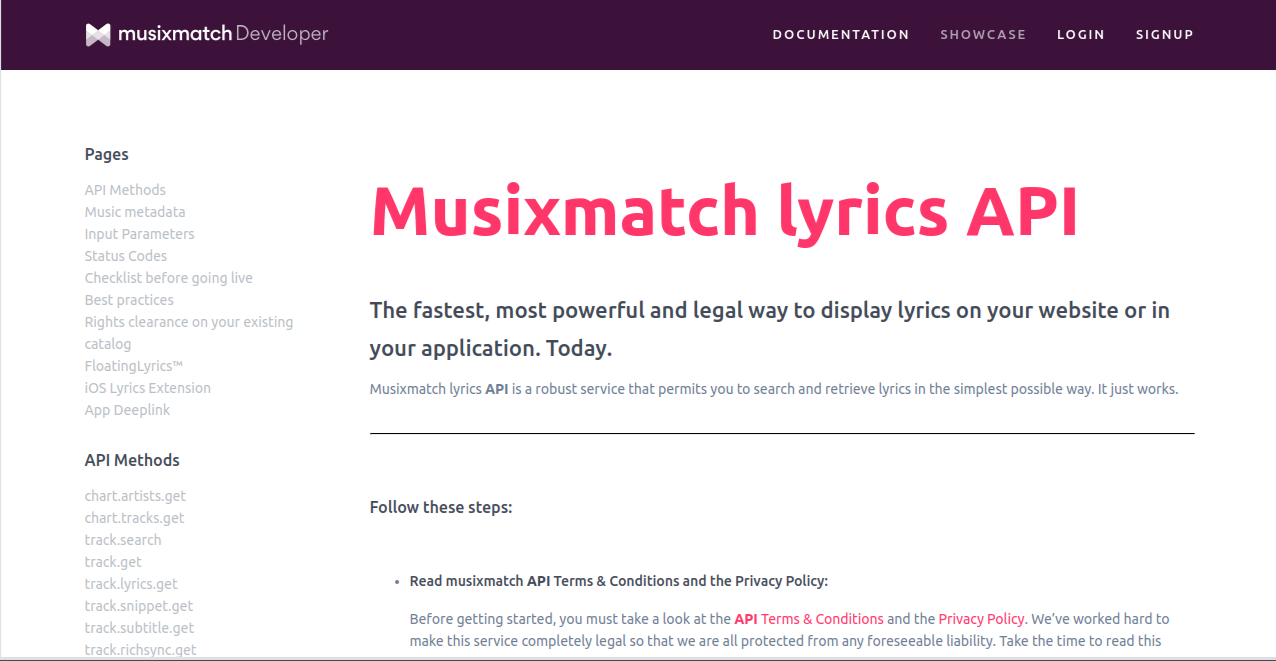 musixmatch Developer
DOCUMENTATION SHOWCASE LOGIN SIGNUP
Pages
API Methods
Music metadata
Input Parameters
Status Codes
Checklist before going live
Best practices
Rights clearance on your existing
catalog
FloatingLyrics™
iOS Lyrics Extension
App Deeplink
API Methods
chart.artists.get
chart.tracks.get
track.search
track.get
track.lyrics.get
track.snippet.get
track.subtitle.get
track.richsync.get
Musixmatch lyrics API
The fastest, most powerful and legal way to display lyrics on your website or in
your application. Today.
Musixmatch lyrics API is a robust service that permits you to search and retrieve lyrics in the simplest possible way. It just works.
Follow these steps:
• Read musixmatch API Terms & Conditions and the Privacy Policy:
Before getting started, you must take a look at the API Terms & Conditions and the Privacy Policy. We’ve worked hard to
make this service completely legal so that we are all protected from any foreseeable liability. Take the time to read this